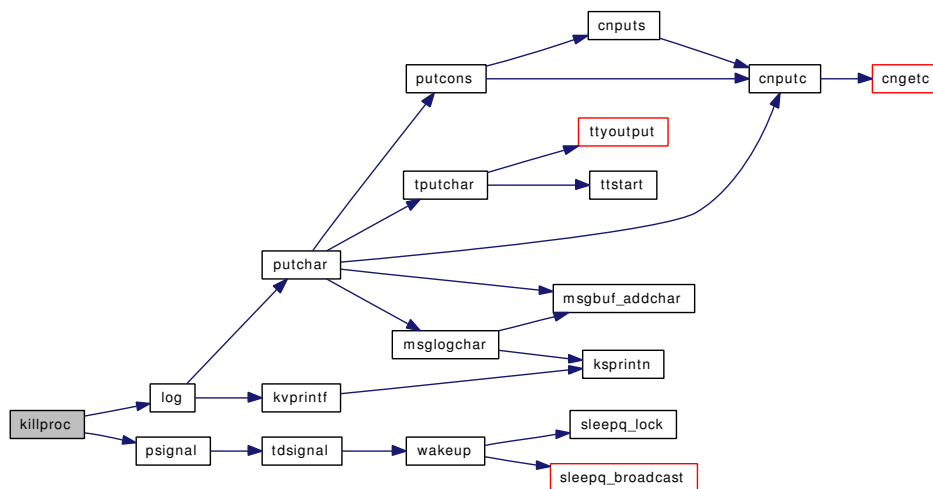 cnputs
putcons
cnputc
cngetc
ttyoutput
tputchar
ttstart
putchar
msgbuf_addchar
msglogchar
ksprintn
log
kvprintf
killproc
sleepq_lock
psignal
tdsignal
wakeup
sleepq_broadcast